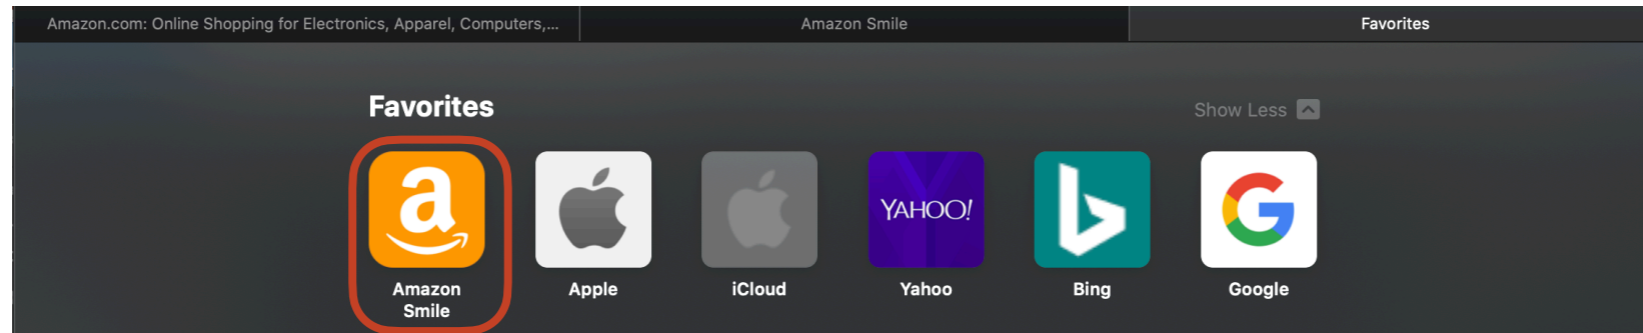 Amazon.com: Online Shopping for Electronics, Apparel, Computers,...
Amazon Smile
Favorites
Favorites
Show Less
a
YAHOO!
b
G
Amazon
Smile
Apple
iCloud
Yahoo
Bing
Google